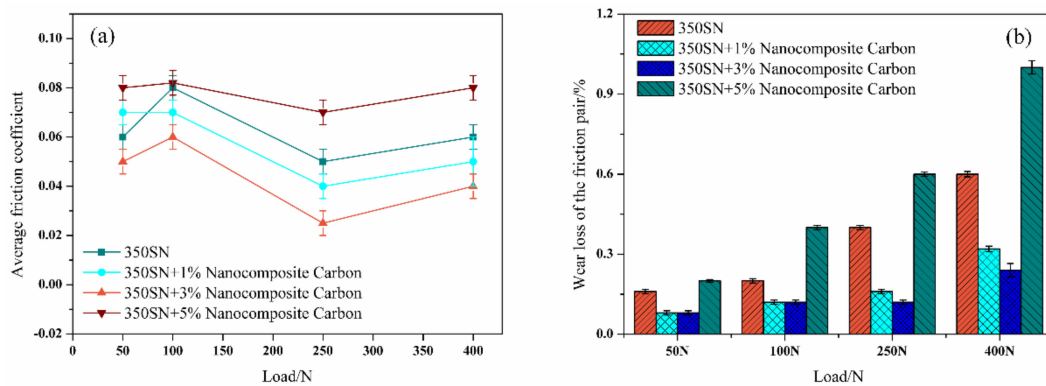 (a)
Average friction coefficient
0.10
0.08
0.06
0.04
0.02
0.00
-0.02
350SN
350SN+1% Nanocomposite Carbon
350SN+3% Nanocomposite Carbon
350SN+5% Nanocomposite Carbon
0 50 100 150 200 250 300 350 400
Load/N
(b)
Wear loss of the friction pair/%
1.2
0.9
0.6
0.3
0.0
350SN
350SN+1% Nanocomposite Carbon
350SN+3% Nanocomposite Carbon
350SN+5% Nanocomposite Carbon
50N 100N 250N 400N
Load/N